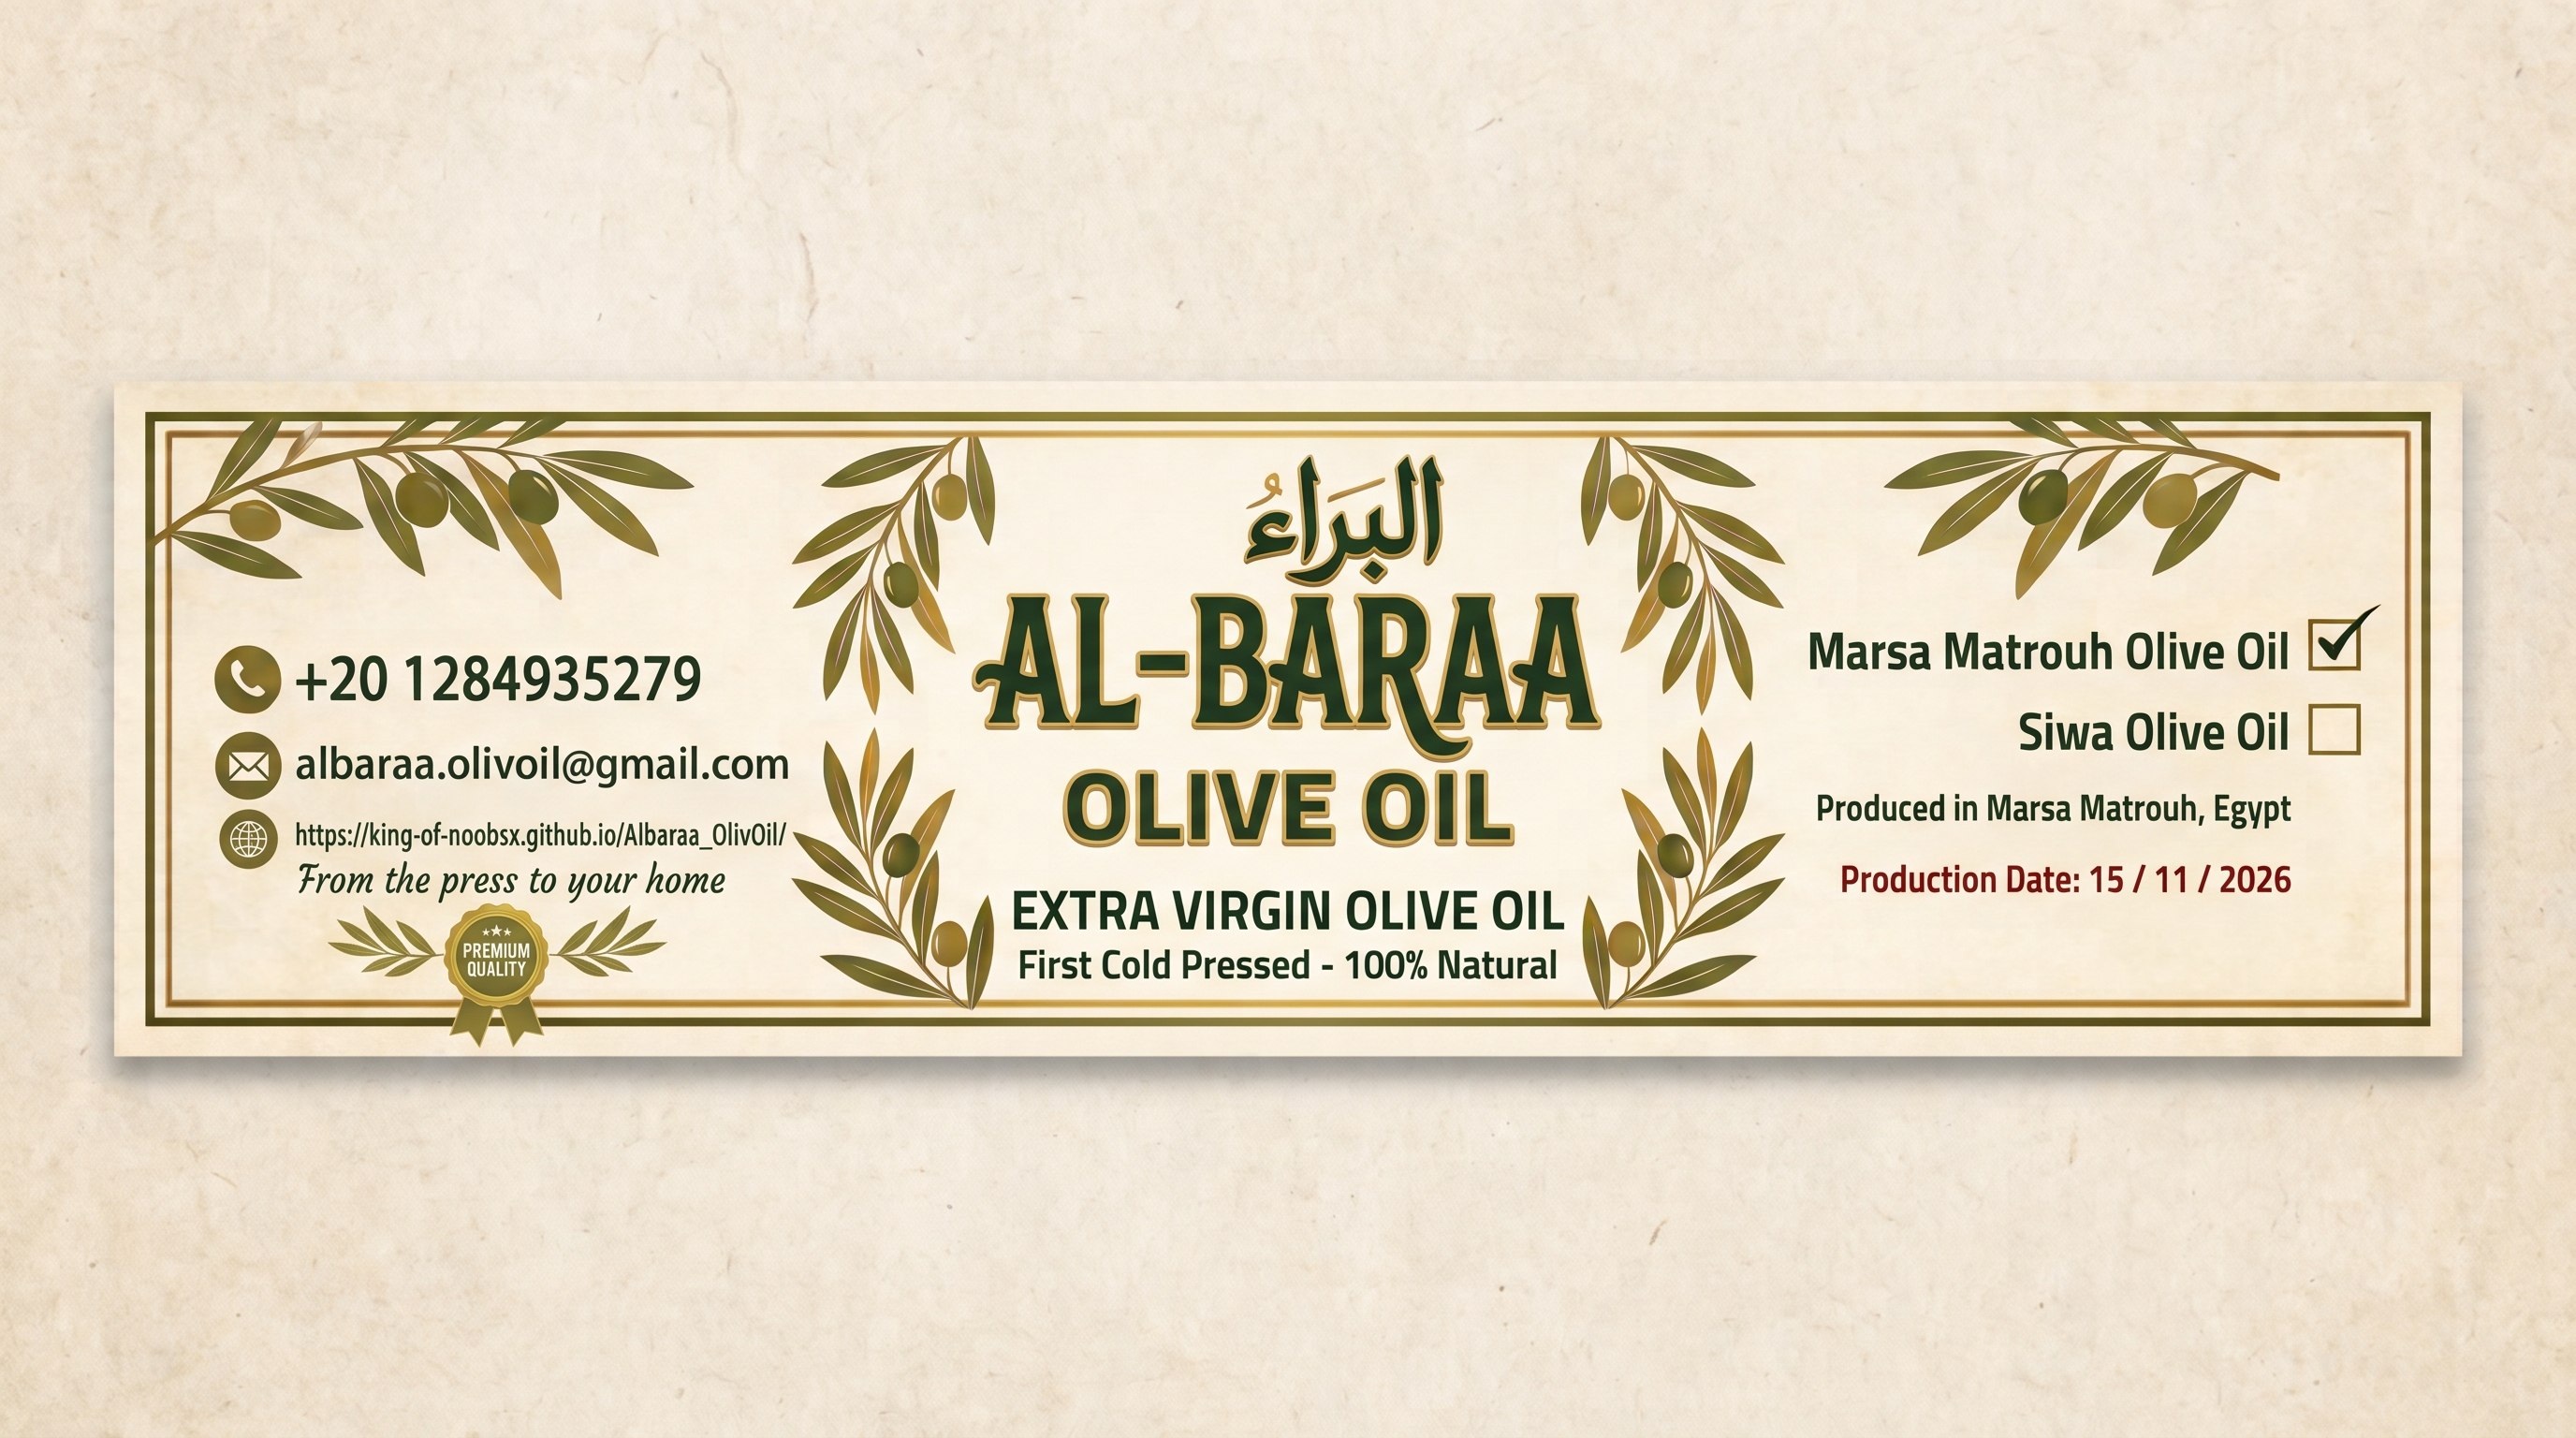 +20 1284935279
albaraa.olivoil@gmail.com
https://king-of-noobsx.github.io/Albaraa_OlivOil/
From the press to your home
PREMIUM
QUALITY
البَراءُ
AL-BARAA
OLIVE OIL
EXTRA VIRGIN OLIVE OIL
First Cold Pressed - 100% Natural
Marsa Matrouh Olive Oil
Siwa Olive Oil
Produced in Marsa Matrouh, Egypt
Production Date: 15 / 11 / 2026